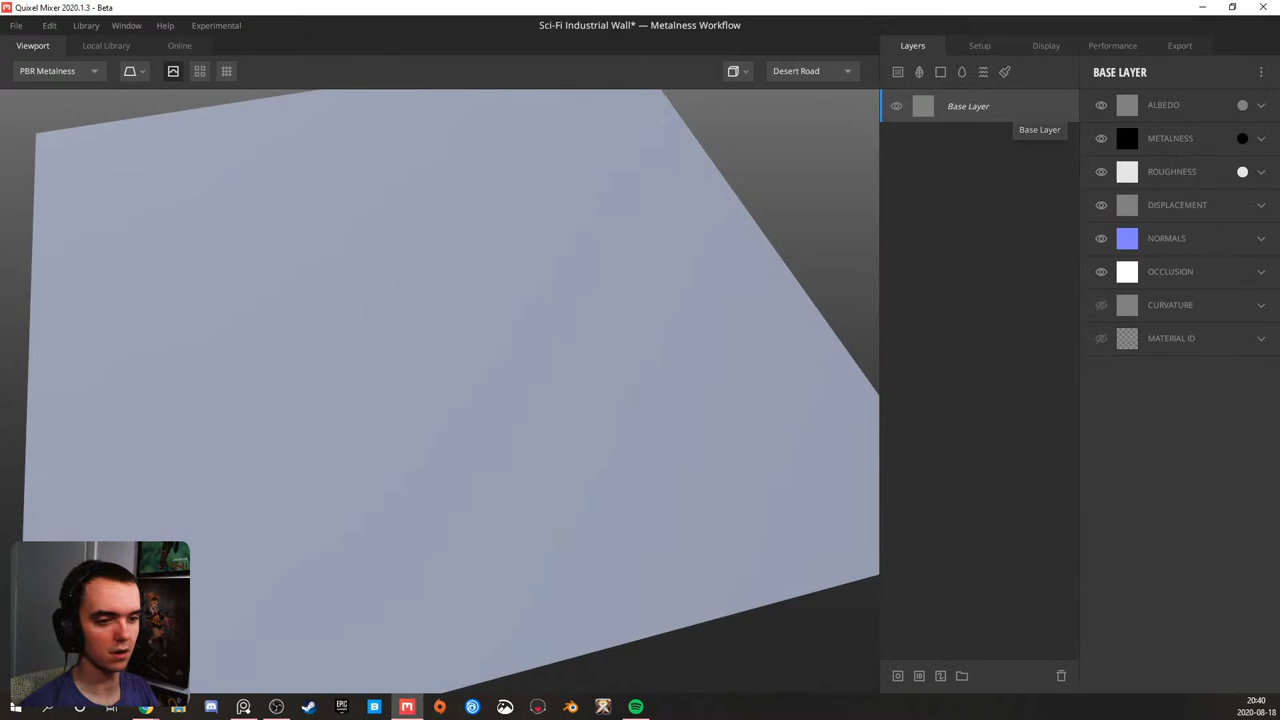 Quixel Mixer 2020.1.3 - Beta
File Edit Library Window Help Experimental
Sci-Fi Industrial Wall* — Metalness Workflow
Viewport Local Library Online
Layers Setup Display Performance Export
PBR Metalness
Desert Road
BASE LAYER
Base Layer
Base Layer
ALBEDO
METALNESS
ROUGHNESS
DISPLACEMENT
NORMALS
OCCLUSION
CURVATURE
MATERIAL ID
ID
EPIC
20:40
2020-08-18